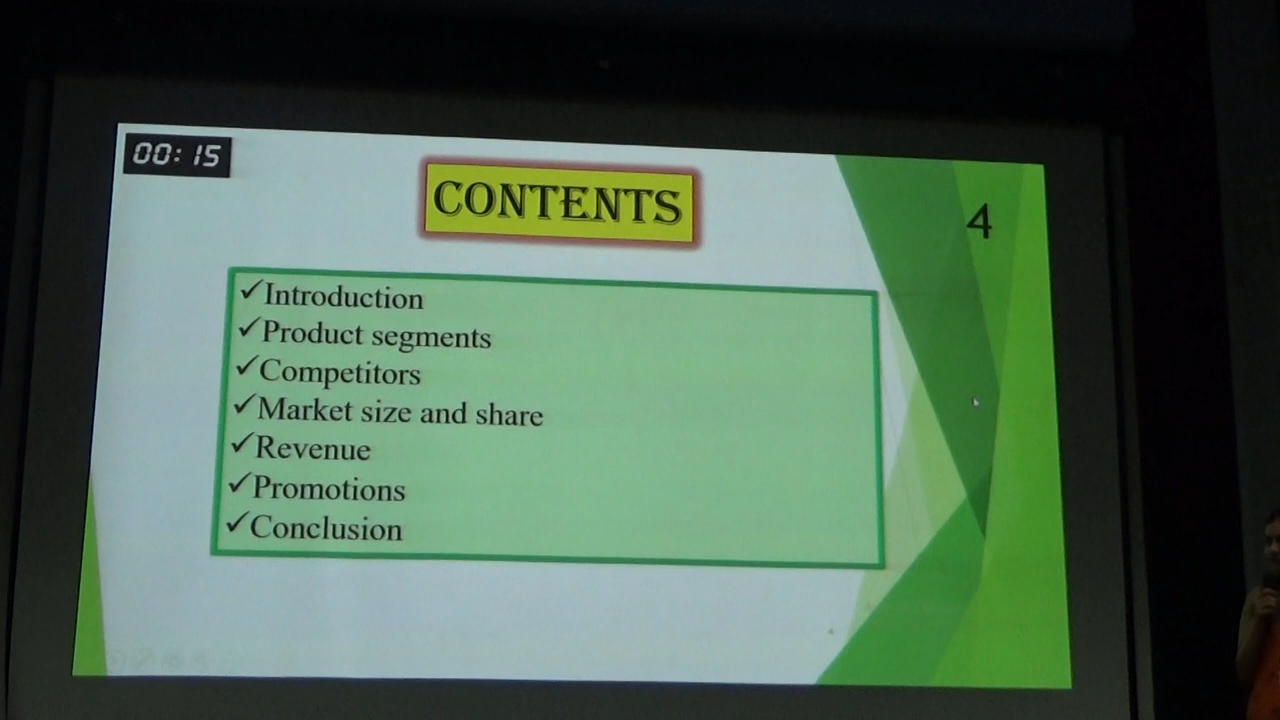 00:15
CONTENTS
4
✓Introduction
✓Product segments
✓Competitors
✓Market size and share
✓Revenue
✓Promotions
✓Conclusion